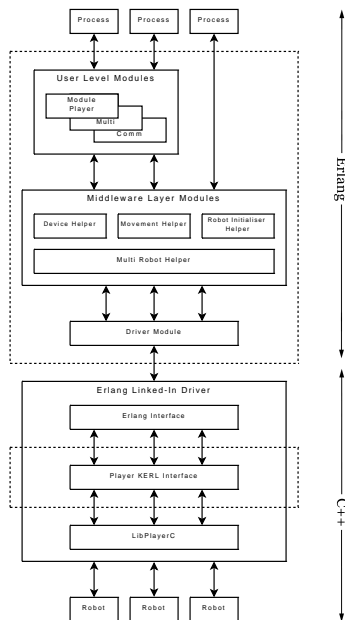 Process Process Process
User Level Modules
Module
Player
Multi
Comm
Middleware Layer Modules
Device Helper Movement Helper Robot Initialiser
Helper
Multi Robot Helper
Driver Module
Erlang
Erlang Linked-In Driver
Erlang Interface
Player KERL Interface
LibPlayerC
C++
Robot Robot Robot